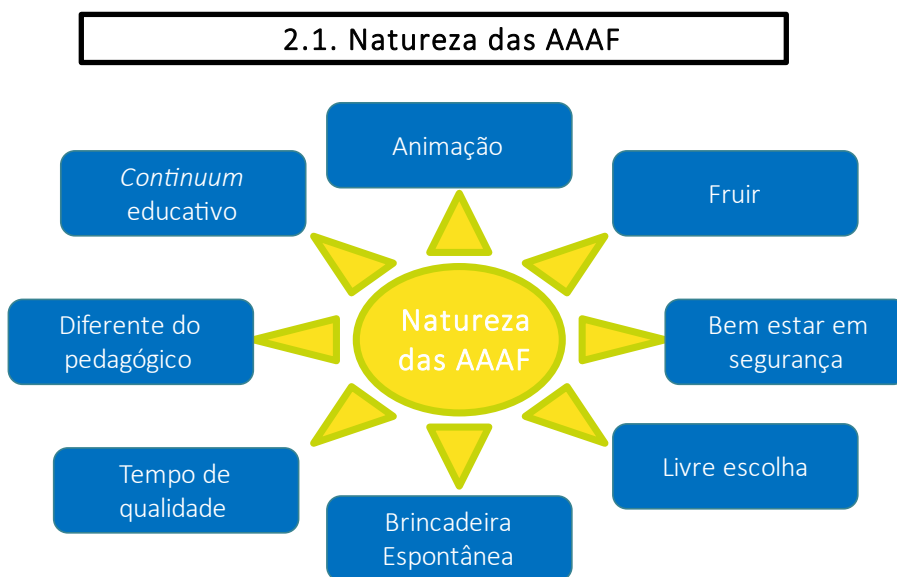 2.1. Natureza das AAAF
Animação
Continuum
educativo
Fruir
Diferente do
pedagógico
Natureza
das AAAF
Bem estar em
segurança
Tempo de
qualidade
Livre escolha
Brincadeira
Espontânea